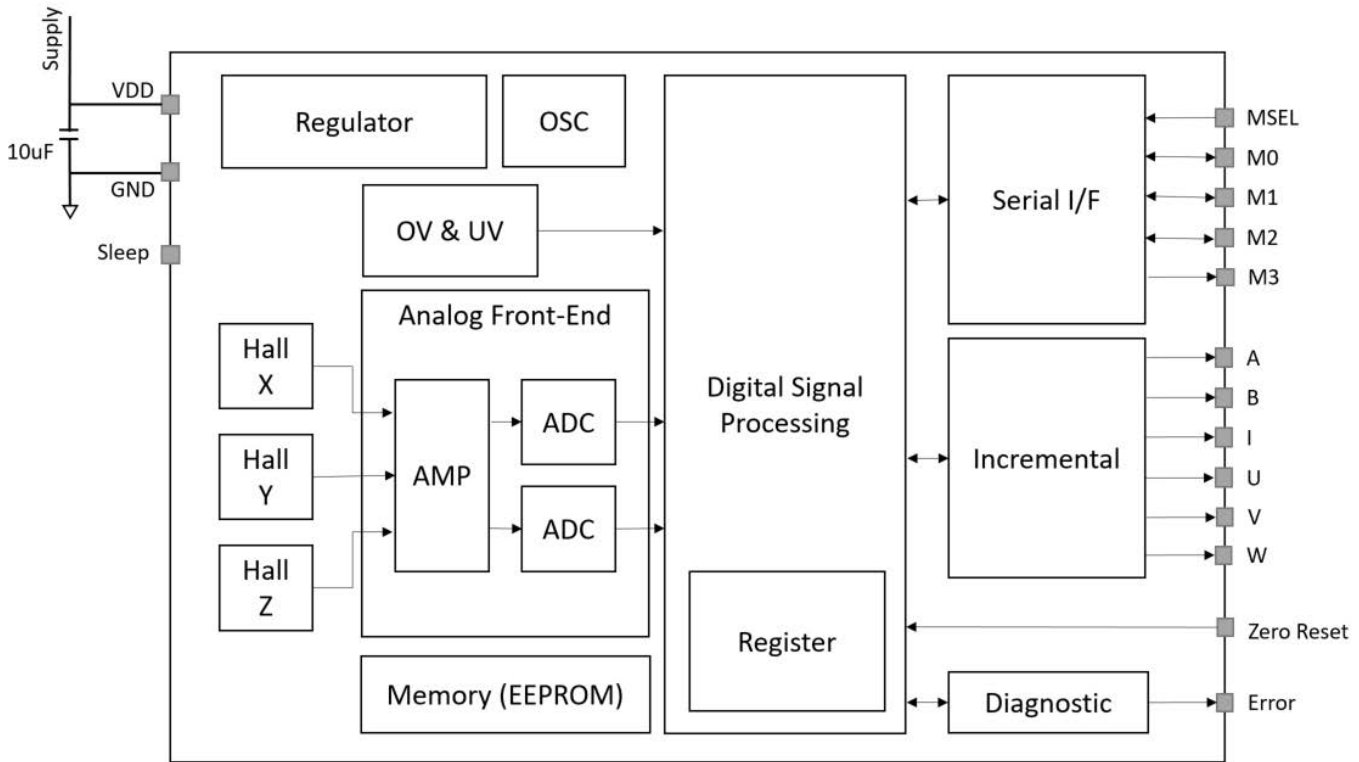 Supply
VDD
10uF
GND
Sleep
Regulator
OSC
OV & UV
Analog Front-End
Hall
X
Hall
Y
Hall
Z
AMP
ADC
ADC
Memory (EEPROM)
Digital Signal
Processing
Register
Serial I/F
Incremental
Diagnostic
MSEL
M0
M1
M2
M3
A
B
I
U
V
W
Zero Reset
Error